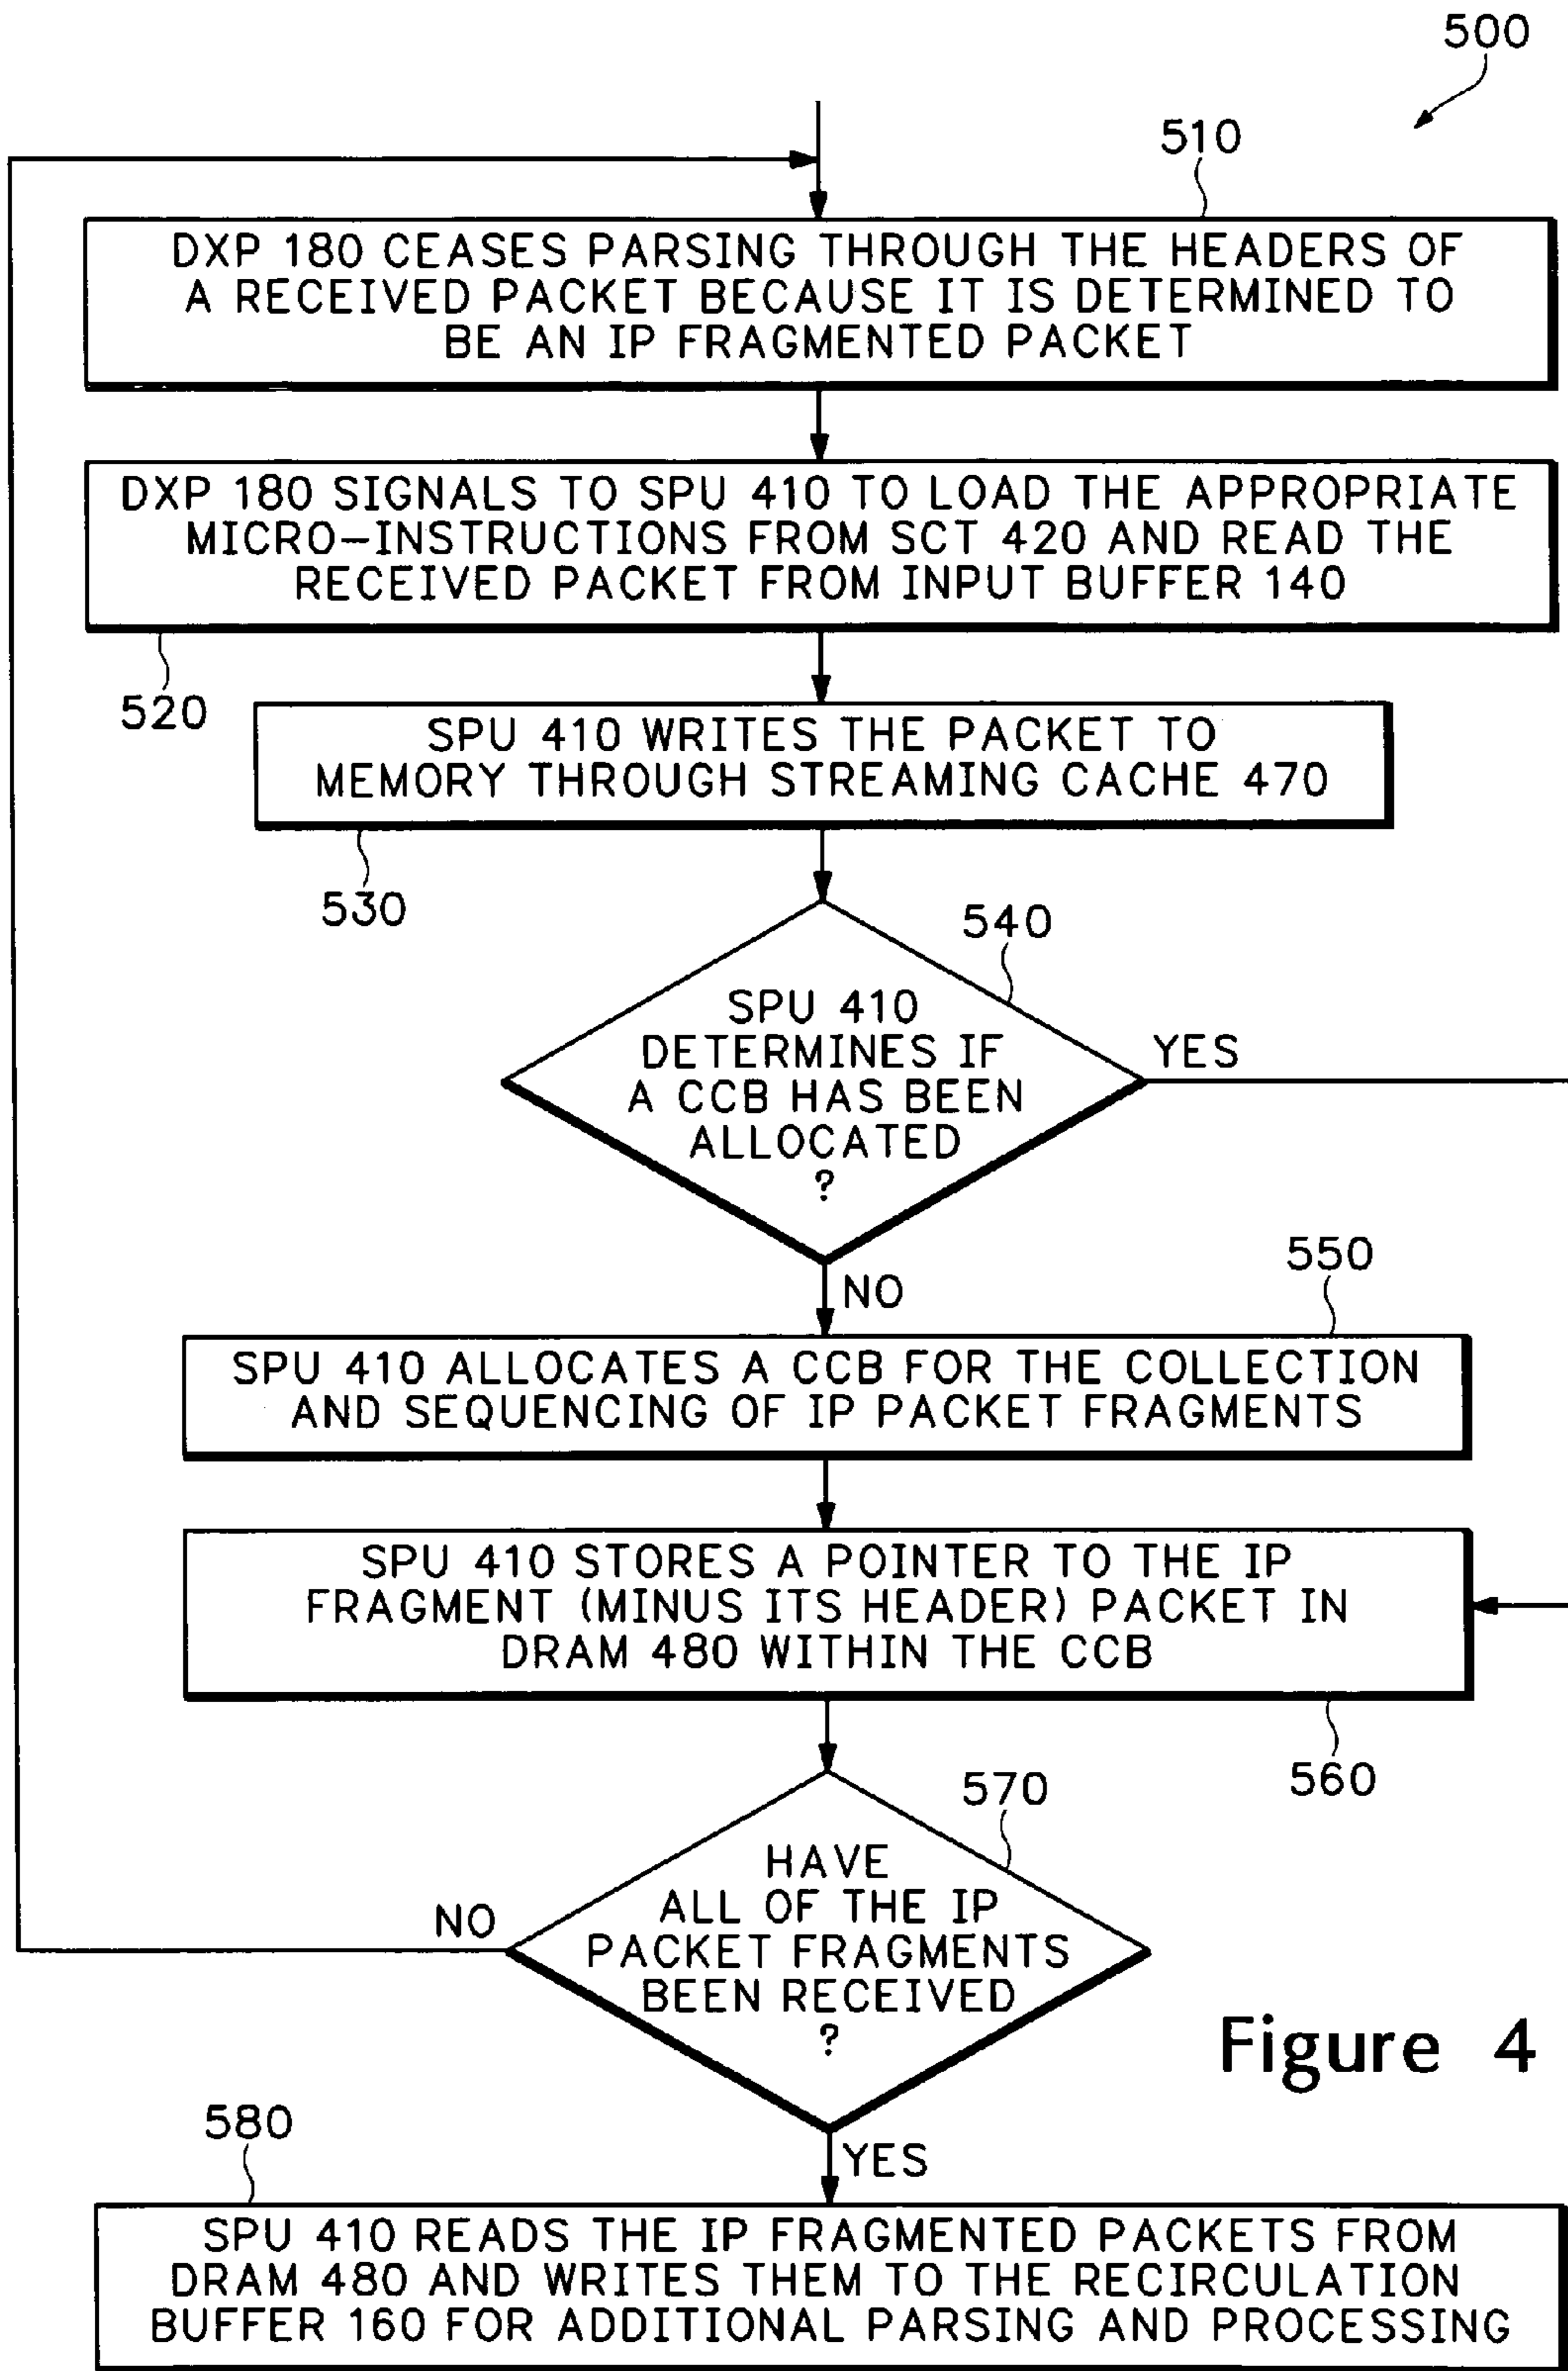 500
510
DXP 180 CEASES PARSING THROUGH THE HEADERS OF
A RECEIVED PACKET BECAUSE IT IS DETERMINED TO
BE AN IP FRAGMENTED PACKET
DXP 180 SIGNALS TO SPU 410 TO LOAD THE APPROPRIATE
MICRO-INSTRUCTIONS FROM SCT 420 AND READ THE
RECEIVED PACKET FROM INPUT BUFFER 140
520
SPU 410 WRITES THE PACKET TO
MEMORY THROUGH STREAMING CACHE 470
530
540
SPU 410
DETERMINES IF
A CCB HAS BEEN
ALLOCATED
?
YES
NO
550
SPU 410 ALLOCATES A CCB FOR THE COLLECTION
AND SEQUENCING OF IP PACKET FRAGMENTS
SPU 410 STORES A POINTER TO THE IP
FRAGMENT (MINUS ITS HEADER) PACKET IN
DRAM 480 WITHIN THE CCB
560
570
HAVE
ALL OF THE IP
PACKET FRAGMENTS
BEEN RECEIVED
?
NO
YES
Figure 4
580
SPU 410 READS THE IP FRAGMENTED PACKETS FROM
DRAM 480 AND WRITES THEM TO THE RECIRCULATION
BUFFER 160 FOR ADDITIONAL PARSING AND PROCESSING